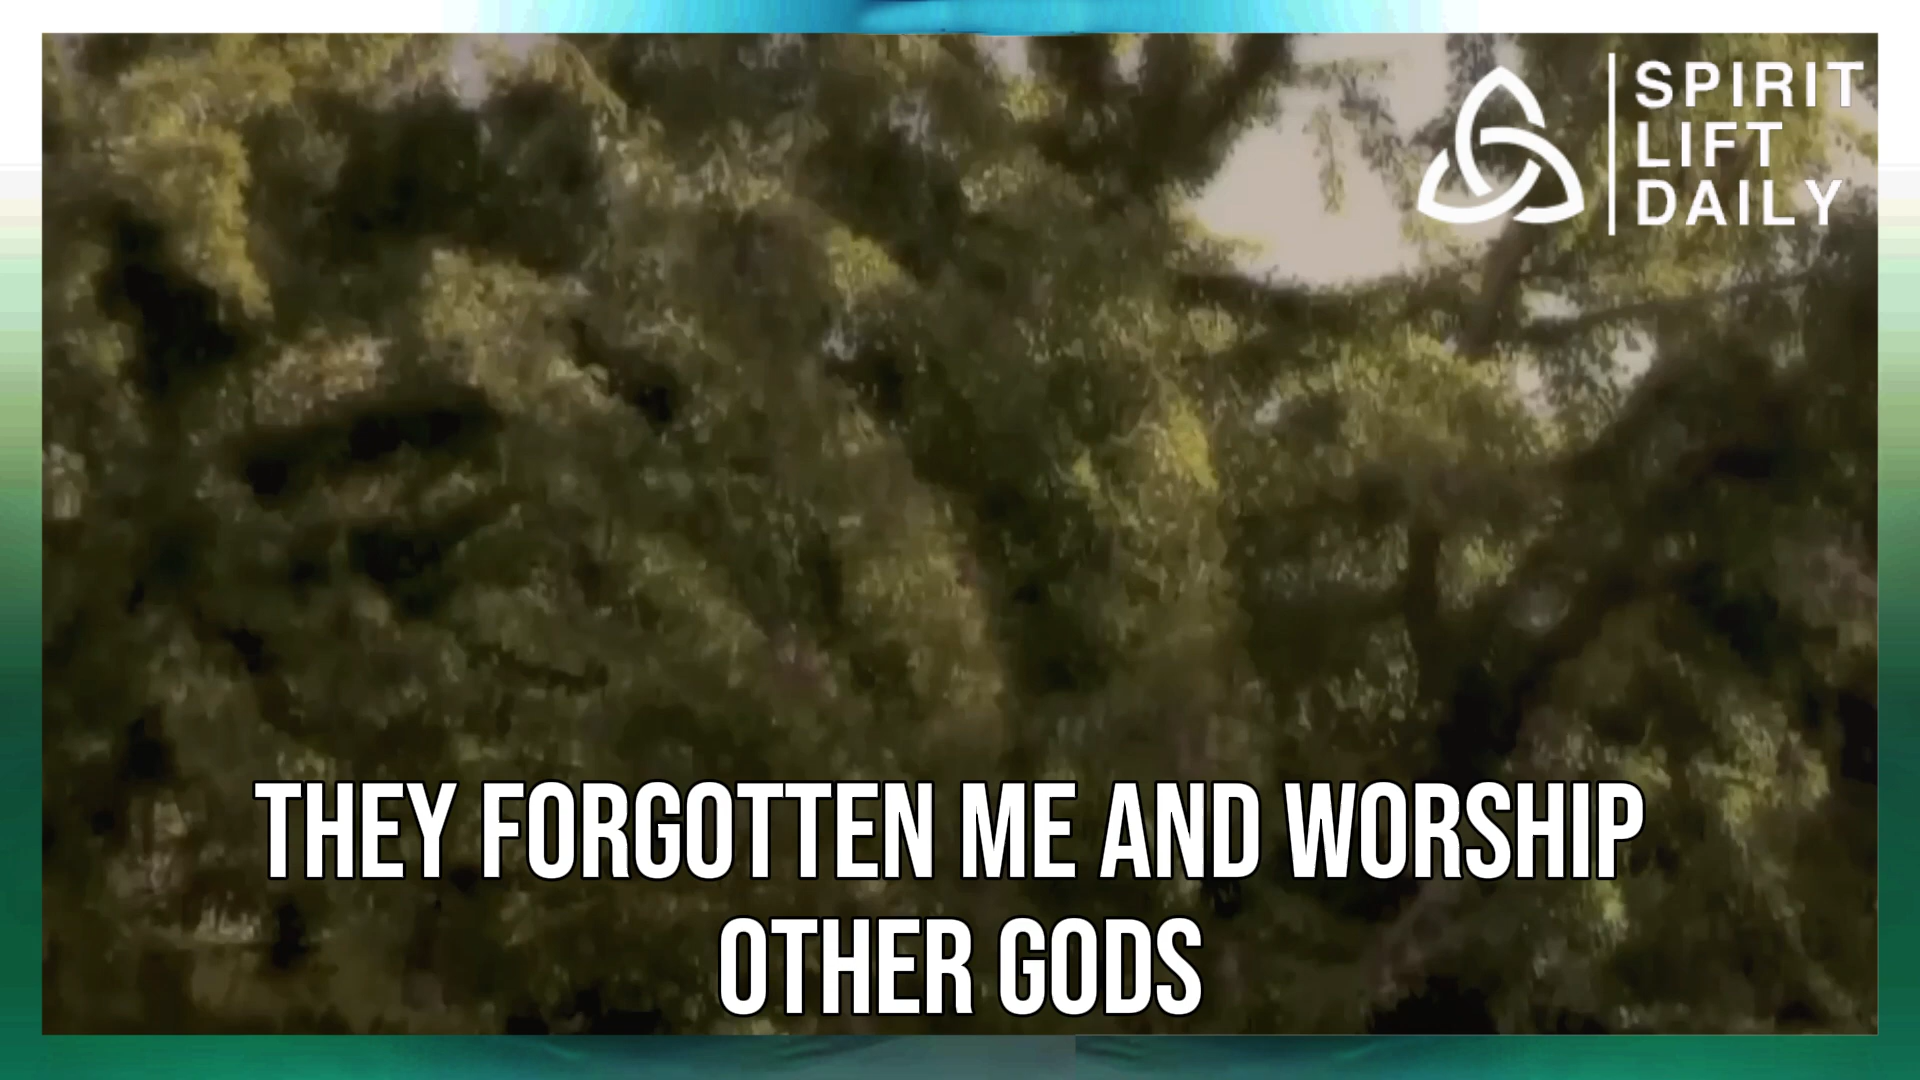 SPIRIT
LIFT
DAILY
THEY FORGOTTEN ME AND WORSHIP
OTHER GODS